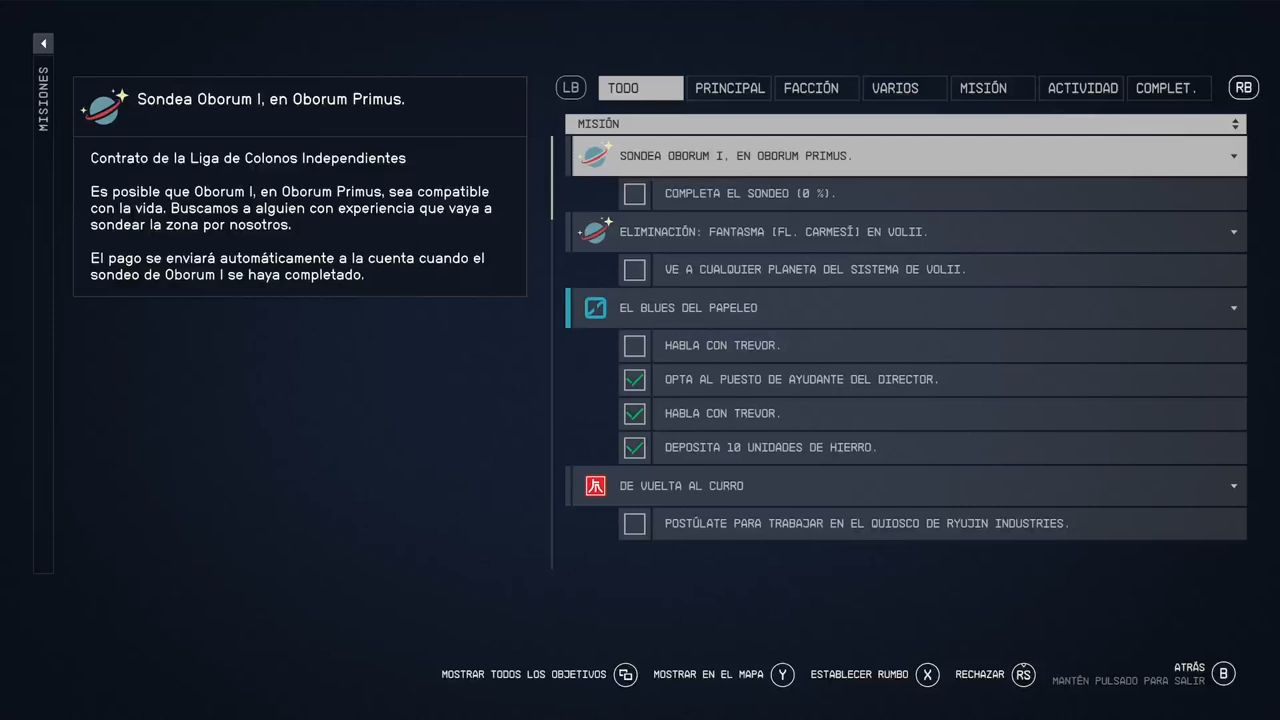 MISIONES
Sondea Oborum I, en Oborum Primus.
Contrato de la Liga de Colonos Independientes
Es posible que Oborum I, en Oborum Primus, sea compatible
con la vida. Buscamos a alguien con experiencia que vaya a
sondear la zona por nosotros.
El pago se enviará automáticamente a la cuenta cuando el
sondeo de Oborum I se haya completado.
LB TODO PRINCIPAL FACCIÓN VARIOS MISIÓN ACTIVIDAD COMPLET. RB
MISIÓN
SONDEA OBORUM I, EN OBORUM PRIMUS.
COMPLETA EL SONDEO (0 %).
ELIMINACIÓN: FANTASMA [FL. CARMESÍ] EN VOLII.
VE A CUALQUIER PLANETA DEL SISTEMA DE VOLII.
EL BLUES DEL PAPELEO
HABLA CON TREVOR.
OPTA AL PUESTO DE AYUDANTE DEL DIRECTOR.
HABLA CON TREVOR.
DEPOSITA 10 UNIDADES DE HIERRO.
DE VUELTA AL CURRO
POSTÚLATE PARA TRABAJAR EN EL QUIOSCO DE RYUJIN INDUSTRIES.
MOSTRAR TODOS LOS OBJETIVOS MOSTRAR EN EL MAPA Y ESTABLECER RUMBO X RECHAZAR RS ATRÁS B
MANTÉN PULSADO PARA SALIR